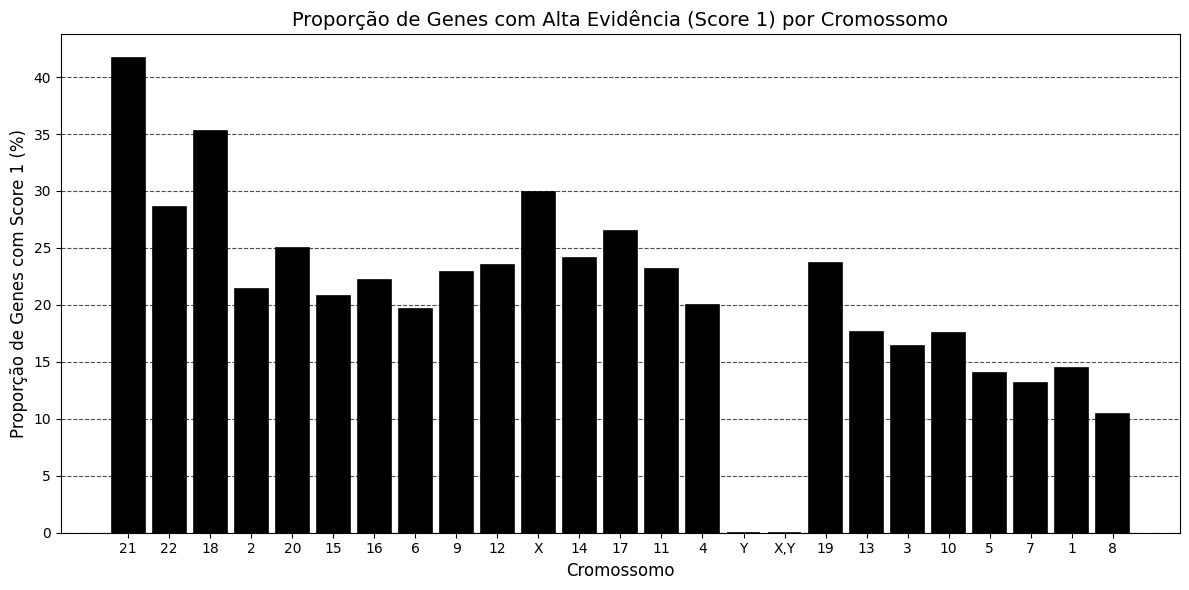 Proporção de Genes com Alta Evidência (Score 1) por Cromossomo
Proporção de Genes com Score 1 (%)
40
35
30
25
20
15
10
5
0
21 22 18 2 20 15 16 6 9 12 X 14 17 11 4 Y X,Y 19 13 3 10 5 7 1 8
Cromossomo